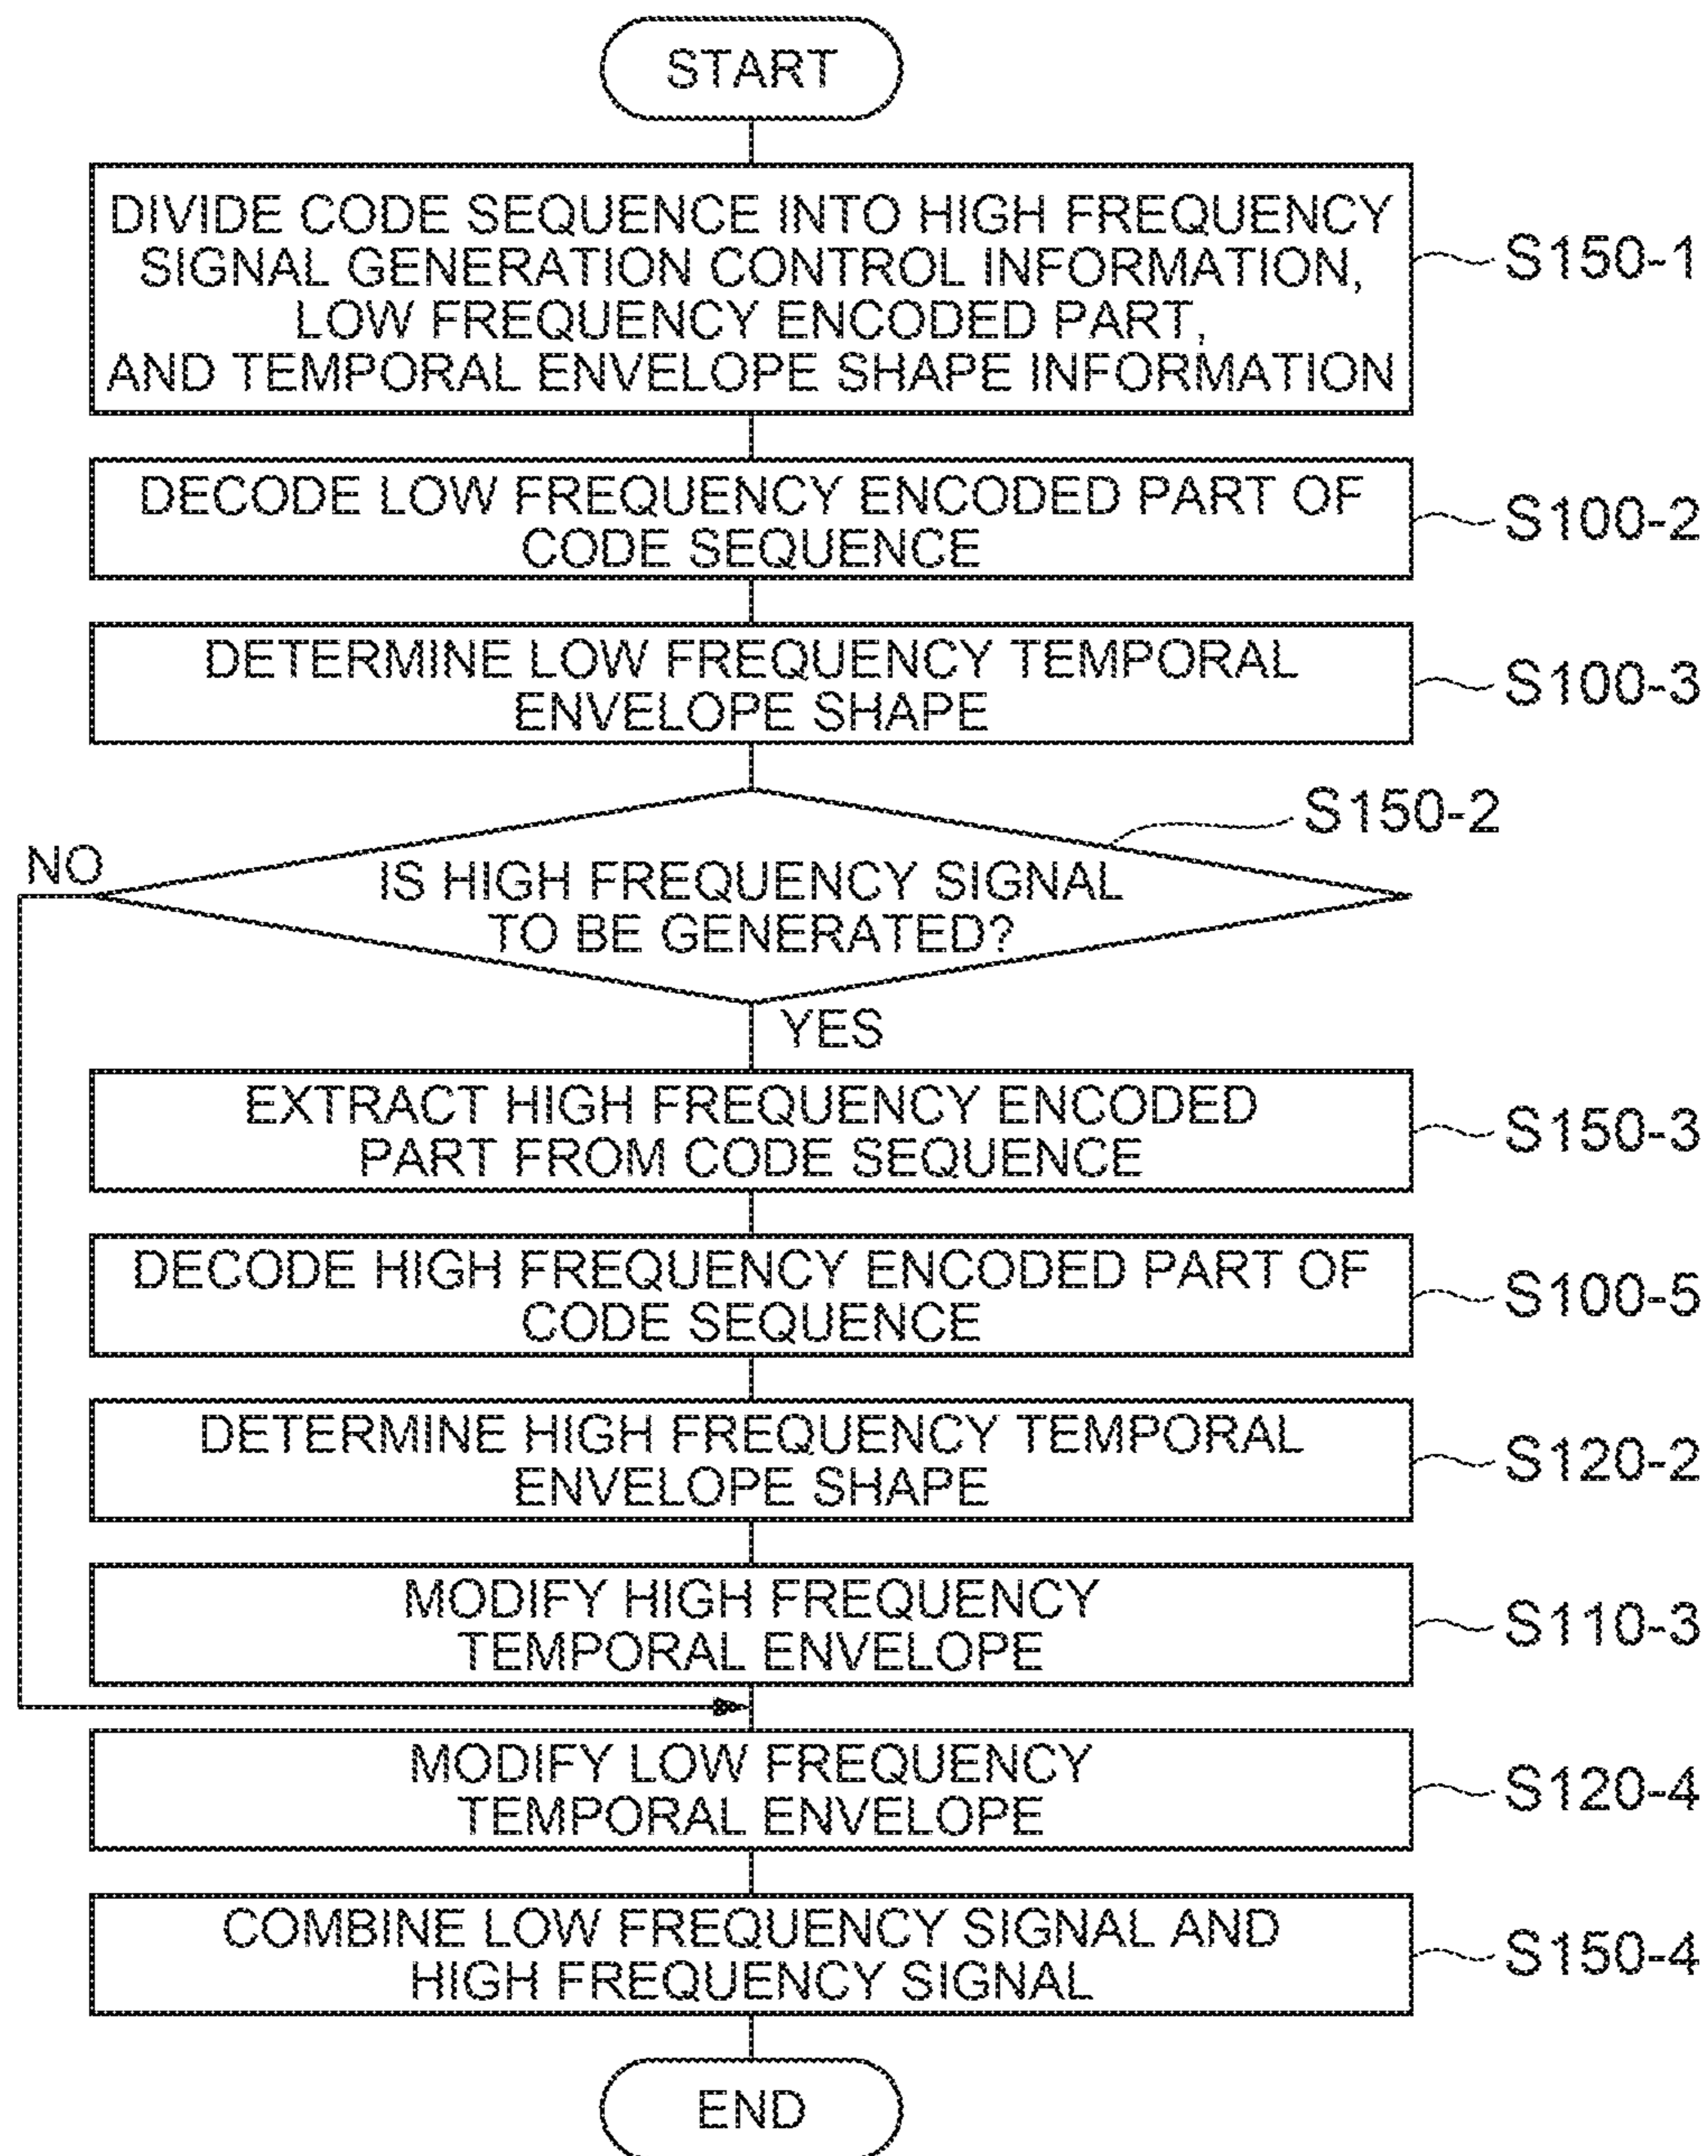 START
DIVIDE CODE SEQUENCE INTO HIGH FREQUENCY
SIGNAL GENERATION CONTROL INFORMATION,
LOW FREQUENCY ENCODED PART,
AND TEMPORAL ENVELOPE SHAPE INFORMATION
S150-1
DECODE LOW FREQUENCY ENCODED PART OF
CODE SEQUENCE
S100-2
DETERMINE LOW FREQUENCY TEMPORAL
ENVELOPE SHAPE
S100-3
S150-2
NO
IS HIGH FREQUENCY SIGNAL
TO BE GENERATED?
YES
EXTRACT HIGH FREQUENCY ENCODED
PART FROM CODE SEQUENCE
S150-3
DECODE HIGH FREQUENCY ENCODED PART OF
CODE SEQUENCE
S100-5
DETERMINE HIGH FREQUENCY TEMPORAL
ENVELOPE SHAPE
S120-2
MODIFY HIGH FREQUENCY
TEMPORAL ENVELOPE
S110-3
MODIFY LOW FREQUENCY
TEMPORAL ENVELOPE
S120-4
COMBINE LOW FREQUENCY SIGNAL AND
HIGH FREQUENCY SIGNAL
S150-4
END